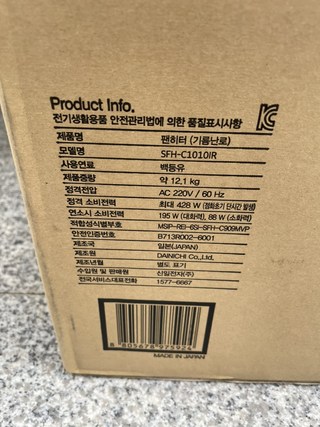 Product Info.
전기생활용품 안전관리법에 의한 품질표시사항
제품명 팬히터 (기름난로)
모델명 SFH-C1010IR
사용연료 백등유
제품중량 약 12.1 kg
정격전압 AC 220V / 60 Hz
정격 소비전력 최대 428 W (점화초기 단시간 발생)
연소시 소비전력 195 W (대화력), 88 W (소화력)
적합성식별부호 MSIP-REI-6SI-SFH-C909MVP
안전인증번호 B713R002-6001
제조국 일본(JAPAN)
제조원 DAINICHI Co.,Ltd.
제조년월 별도 표기
수입원 및 판매원 신일전자(주)
전국서비스대표전화 1577-6667
8 805678 975924
MADE IN JAPAN